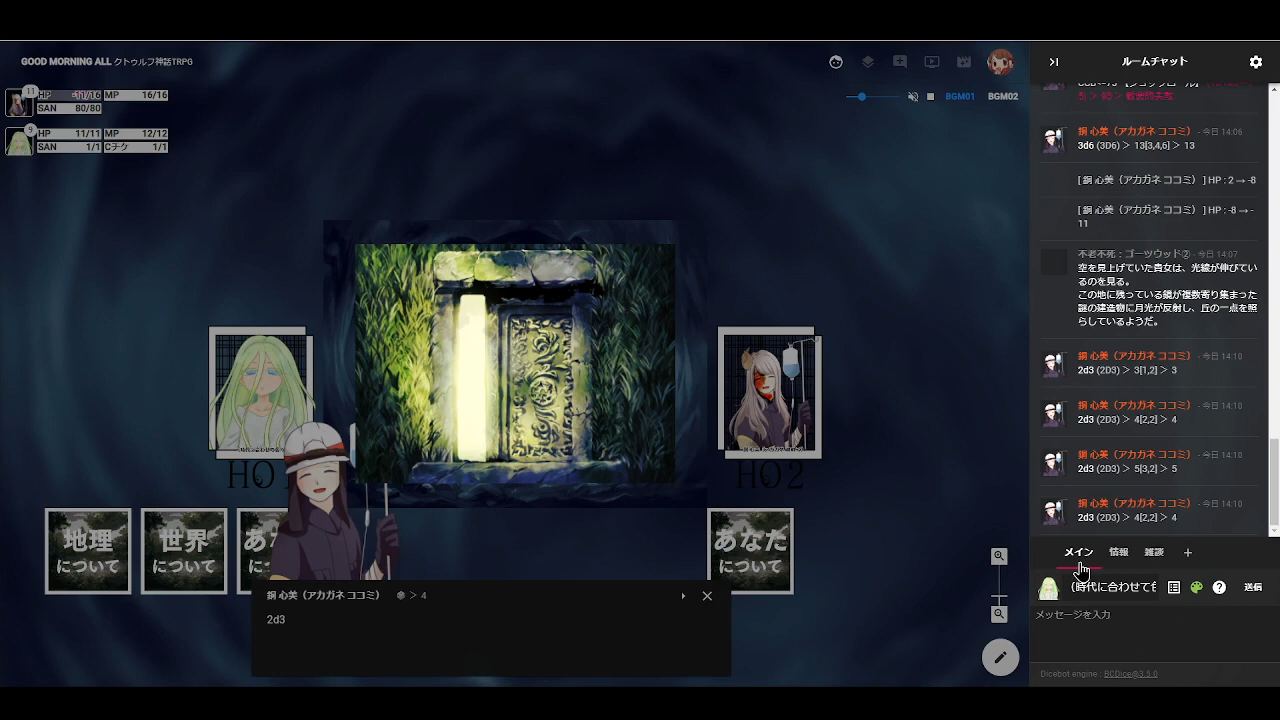 GOOD MORNING ALL クトゥルフ神話TRPG
11
HP -11/16 MP 16/16
SAN 80/80
9
HP 11/11 MP 12/12
SAN 1/1 Cチケ 1/1
BGM01 BGM02
HO
HO2
地理
について
世界
について
あ
に
あなた
について
銅 心美（アカガネ ココミ） > 4
2d3
ルームチャット
銅 心美（アカガネ ココミ） - 今日 14:06
3d6 (3D6) > 13[3,4,6] > 13
[ 銅 心美（アカガネ ココミ） ] HP : 2 → -8
[ 銅 心美（アカガネ ココミ） ] HP : -8 → -
11
不老不死：ゴーツウッド② - 今日 14:07
空を見上げていた貴女は、光線が伸びてい
るのを見る。
この地に残っている鏡が複数寄り集まった
謎の建造物に月光が反射し、丘の一点を照
らしているようだ。
銅 心美（アカガネ ココミ） - 今日 14:10
2d3 (2D3) > 3[1,2] > 3
銅 心美（アカガネ ココミ） - 今日 14:10
2d3 (2D3) > 4[2,2] > 4
銅 心美（アカガネ ココミ） - 今日 14:10
2d3 (2D3) > 5[3,2] > 5
銅 心美（アカガネ ココミ） - 今日 14:10
2d3 (2D3) > 4[2,2] > 4
メイン 情報 雑談 +
（時代に合わせても 送信
メッセージを入力
Dicebot engine : BCDice@3.5.0